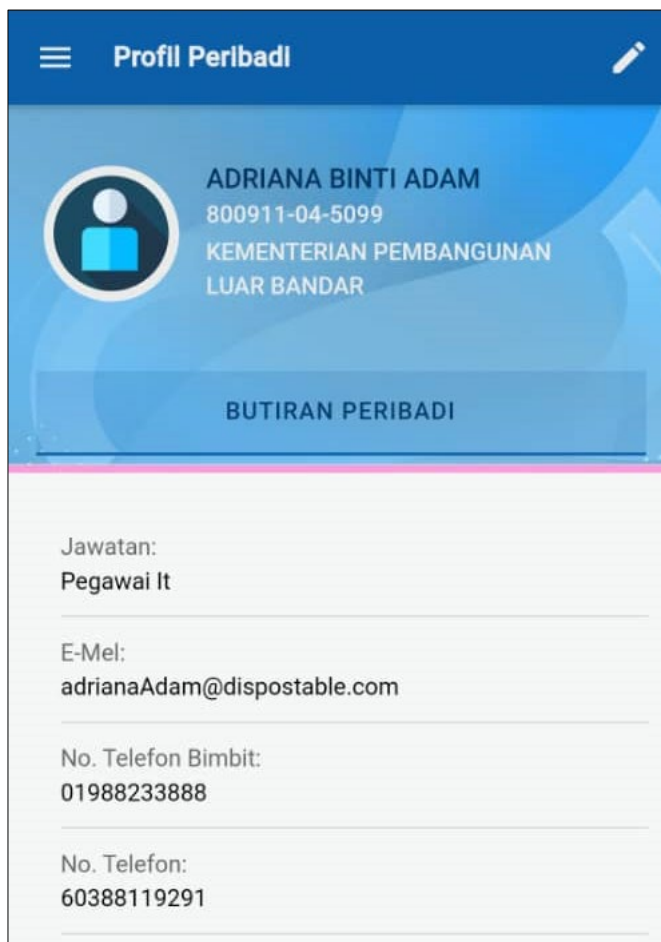 Profil Peribadi
ADRIANA BINTI ADAM
800911-04-5099
KEMENTERIAN PEMBANGUNAN
LUAR BANDAR
BUTIRAN PERIBADI
Jawatan:
Pegawai It
E-Mel:
adrianaAdam@dispostable.com
No. Telefon Bimbit:
01988233888
No. Telefon:
60388119291